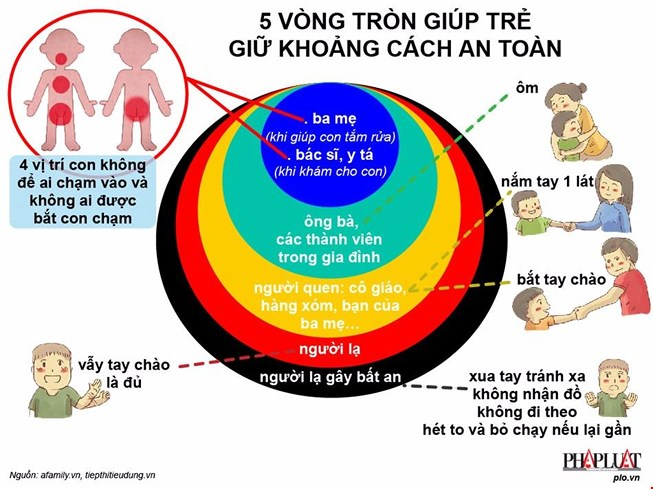 5 VÒNG TRÒN GIÚP TRẺ
GIỮ KHOẢNG CÁCH AN TOÀN
4 vị trí con không
để ai chạm vào và
không ai được
bắt con chạm
. ba mẹ
(khi giúp con tắm rửa)
. bác sĩ, y tá
(khi khám cho con)
ông bà,
các thành viên
trong gia đình
người quen: cô giáo,
hàng xóm, bạn của
ba mẹ...
người lạ
người lạ gây bất an
ôm
nắm tay 1 lát
bắt tay chào
vẫy tay chào
là đủ
xua tay tránh xa
không nhận đồ
không đi theo
hét to và bỏ chạy nếu lại gần
Nguồn: afamily.vn, tiepthitieudung.vn
PHÁPLUẬT
plo.vn